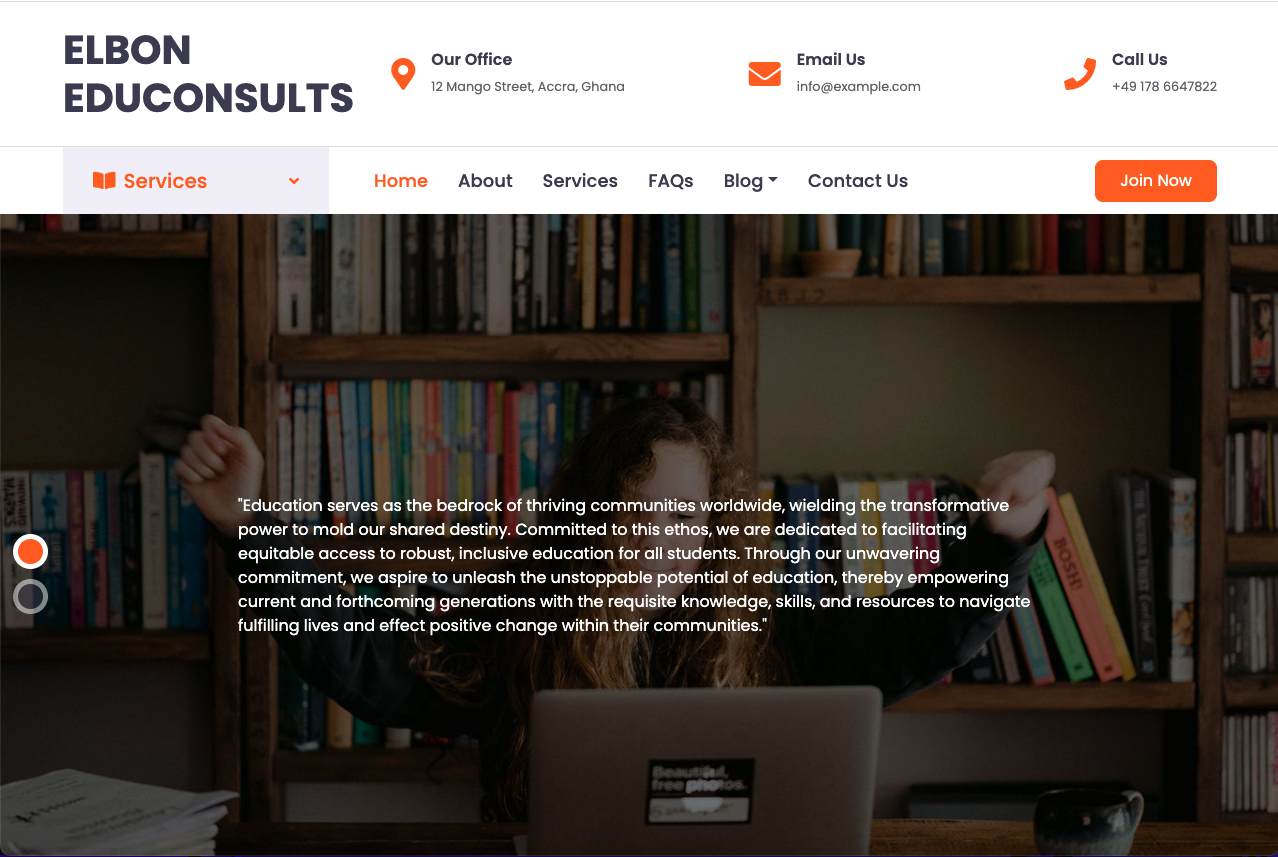 ELBON
EDUCONSULTS
Our Office
12 Mango Street, Accra, Ghana
Email Us
info@example.com
Call Us
+49 178 6647822
Services
Home
About
Services
FAQs
Blog
Contact Us
Join Now
"Education serves as the bedrock of thriving communities worldwide, wielding the transformative
power to mold our shared destiny. Committed to this ethos, we are dedicated to facilitating
equitable access to robust, inclusive education for all students. Through our unwavering
commitment, we aspire to unleash the unstoppable potential of education, thereby empowering
current and forthcoming generations with the requisite knowledge, skills, and resources to navigate
fulfilling lives and effect positive change within their communities."
BOSH!
Beautiful,
free photos.